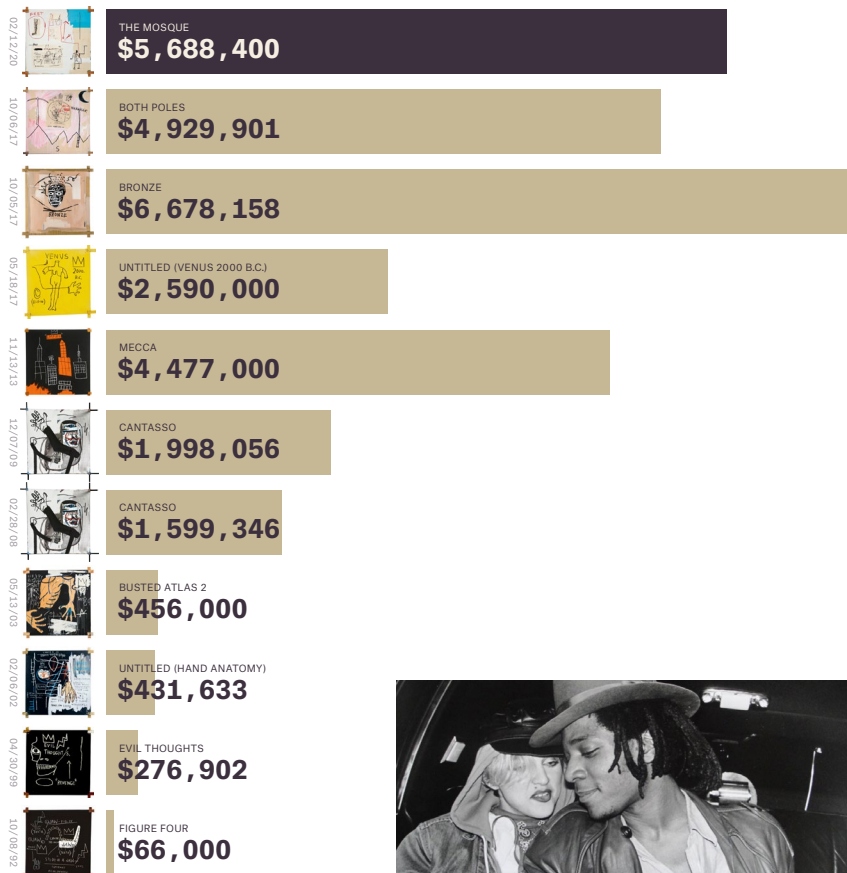 02/12/20
THE MOSQUE
$5,688,400
10/06/17
BOTH POLES
$4,929,901
10/05/17
BRONZE
BRONZE
$6,678,158
05/18/17
VENUS
UNTITLED (VENUS 2000 B.C.)
$2,590,000
11/13/13
MECCA
$4,477,000
12/07/09
CANTASSO
$1,998,056
02/28/08
CANTASSO
$1,599,346
05/13/03
BUSTED ATLAS 2
$456,000
02/06/02
UNTITLED (HAND ANATOMY)
$431,633
04/30/99
EVIL
THOUGHTS
EVIL THOUGHTS
$276,902
10/08/92
FIGURE FOUR
$66,000